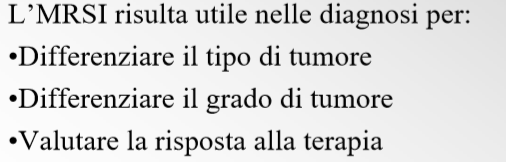 L’MRSI risulta utile nelle diagnosi per:
•Differenziare il tipo di tumore
•Differenziare il grado di tumore
•Valutare la risposta alla terapia